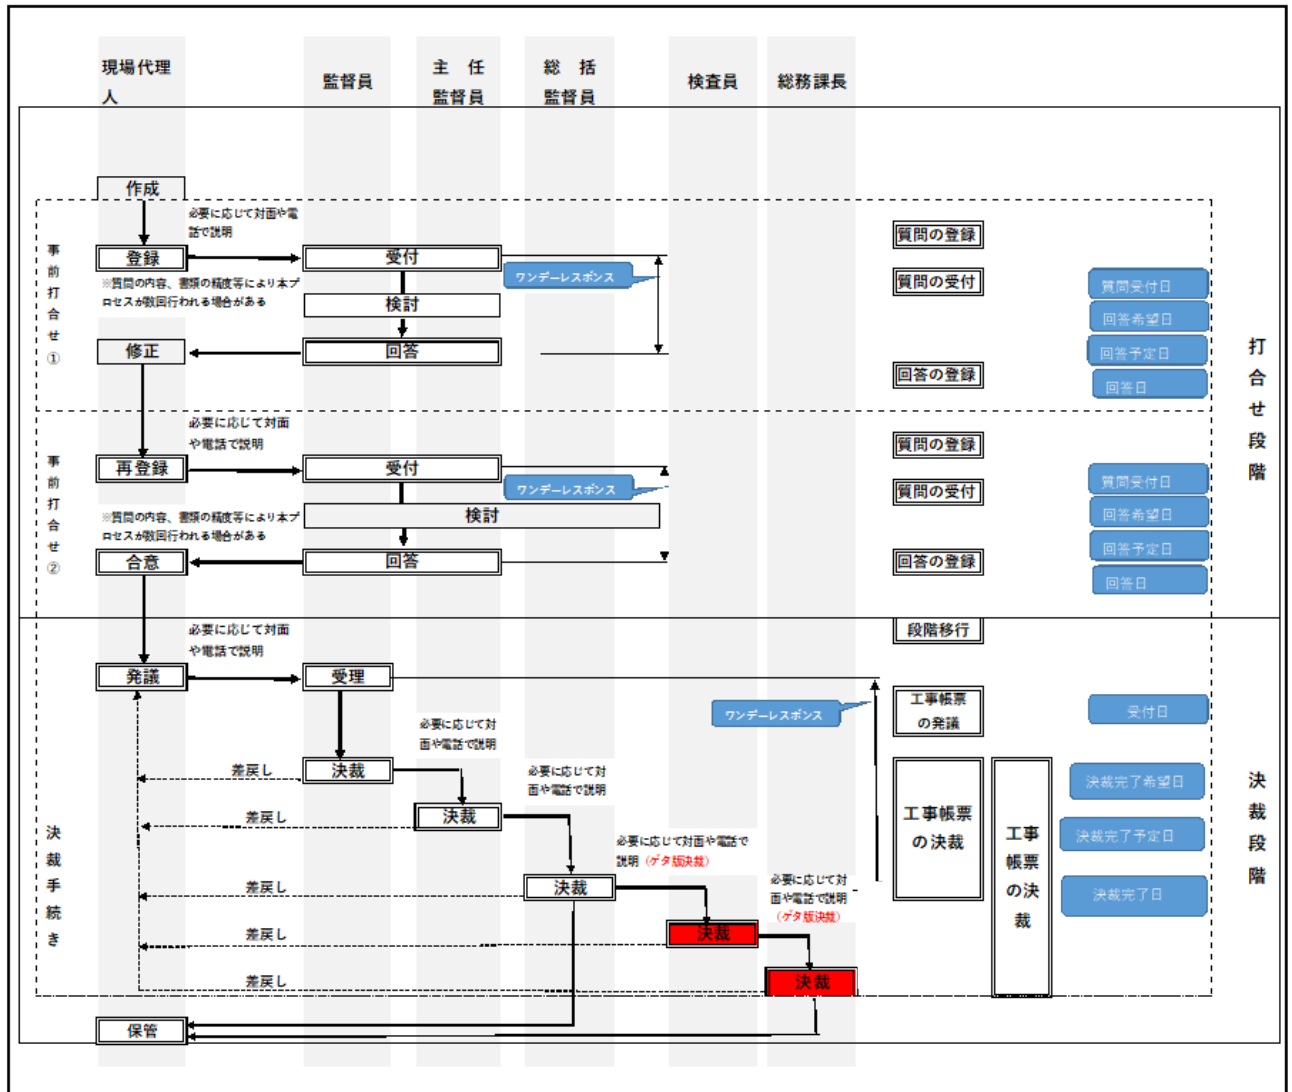 現場代理
人
監督員
主　任
監督員
総　括
監督員
検査員
総務課長
作成
必要に応じて対面や電
話で説明
登録
受付
ワンデーレスポンス
※質問の内容、書類の精度等により本プ
ロセスが数回行われる場合がある
検討
修正
回答
事前打合せ①
質問の登録
質問の受付
回答の登録
質問受付日
回答希望日
回答予定日
回答日
打合せ段階
必要に応じて対面
や電話で説明
再登録
受付
ワンデーレスポンス
※質問の内容、書類の精度等により本プ
ロセスが数回行われる場合がある
検討
合意
回答
事前打合せ②
質問の登録
質問の受付
回答の登録
質問受付日
回答希望日
回答予定日
回答日
必要に応じて対面
や電話で説明
段階移行
発議
受理
ワンデーレスポンス
工事帳票
の発議
受付日
必要に応じて対
面や電話で説明
差戻し
決裁
必要に応じて対
面や電話で説明
差戻し
決裁
必要に応じて対面や電話で
説明（ゲタ版決裁）
差戻し
決裁
必要に応じて対
面や電話で説明
（ゲタ版決裁）
差戻し
決裁
差戻し
決裁
決裁手続き
工事帳票
の決裁
工事
帳票
の決
裁
決裁完了希望日
決裁完了予定日
決裁完了日
決裁段階
保管